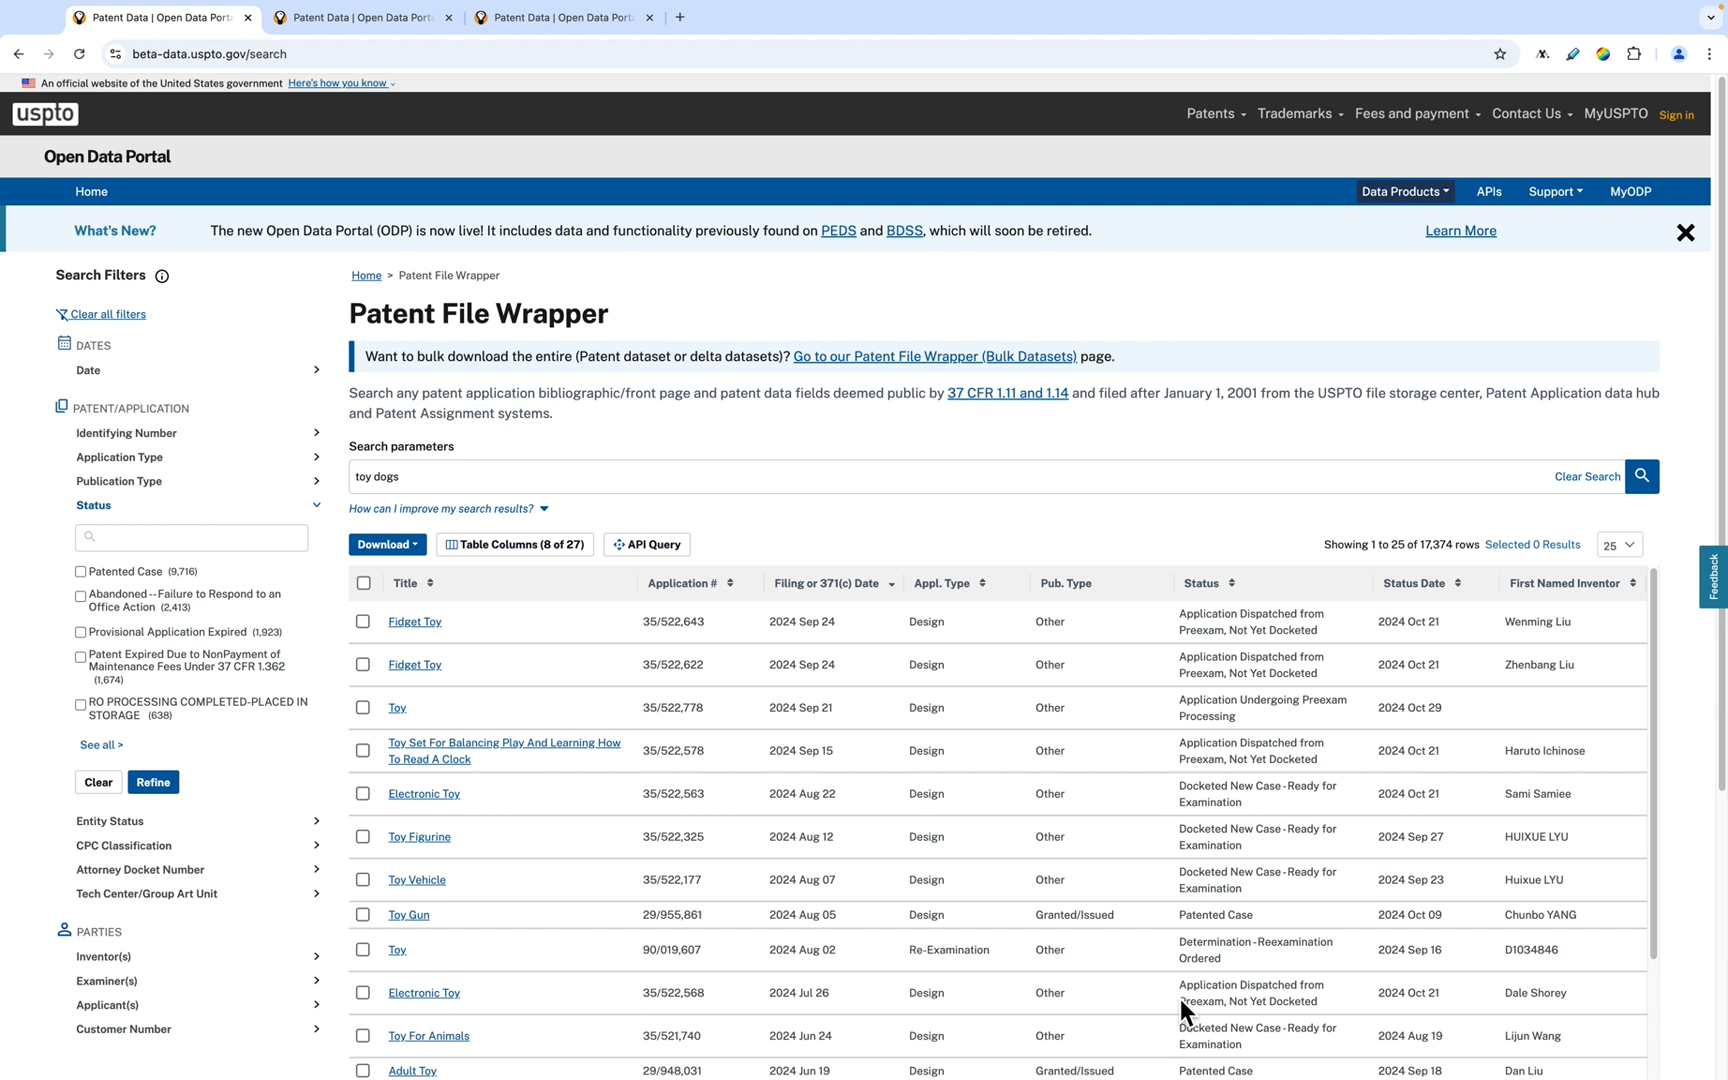 Patent Data | Open Data Port
Patent Data | Open Data Port
Patent Data | Open Data Port
beta-data.uspto.gov/search
An official website of the United States government Here's how you know
uspto
Patents Trademarks Fees and payment Contact Us MyUSPTO Sign in
Open Data Portal
Home Data Products APIs Support MyODP
What's New? The new Open Data Portal (ODP) is now live! It includes data and functionality previously found on PEDS and BDSS, which will soon be retired. Learn More
Search Filters
Clear all filters
DATES
Date
PATENT/APPLICATION
Identifying Number
Application Type
Publication Type
Status
Patented Case (9,716)
Abandoned -- Failure to Respond to an
Office Action (2,413)
Provisional Application Expired (1,923)
Patent Expired Due to NonPayment of
Maintenance Fees Under 37 CFR 1.362
(1,674)
RO PROCESSING COMPLETED-PLACED IN
STORAGE (638)
See all >
Clear Refine
Entity Status
CPC Classification
Attorney Docket Number
Tech Center/Group Art Unit
PARTIES
Inventor(s)
Examiner(s)
Applicant(s)
Customer Number
Home > Patent File Wrapper
Patent File Wrapper
Want to bulk download the entire (Patent dataset or delta datasets)? Go to our Patent File Wrapper (Bulk Datasets) page.
Search any patent application bibliographic/front page and patent data fields deemed public by 37 CFR 1.11 and 1.14 and filed after January 1, 2001 from the USPTO file storage center, Patent Application data hub
and Patent Assignment systems.
Search parameters
toy dogs Clear Search
How can I improve my search results?
Download Table Columns (8 of 27) API Query Showing 1 to 25 of 17,374 rows Selected 0 Results 25
Title Application # Filing or 371(c) Date Appl. Type Pub. Type Status Status Date First Named Inventor
Fidget Toy 35/522,643 2024 Sep 24 Design Other Application Dispatched from
Preexam, Not Yet Docketed 2024 Oct 21 Wenming Liu
Fidget Toy 35/522,622 2024 Sep 24 Design Other Application Dispatched from
Preexam, Not Yet Docketed 2024 Oct 21 Zhenbang Liu
Toy 35/522,778 2024 Sep 21 Design Other Application Undergoing Preexam
Processing 2024 Oct 29
Toy Set For Balancing Play And Learning How
To Read A Clock 35/522,578 2024 Sep 15 Design Other Application Dispatched from
Preexam, Not Yet Docketed 2024 Oct 21 Haruto Ichinose
Electronic Toy 35/522,563 2024 Aug 22 Design Other Docketed New Case - Ready for
Examination 2024 Oct 21 Sami Samiee
Toy Figurine 35/522,325 2024 Aug 12 Design Other Docketed New Case - Ready for
Examination 2024 Sep 27 HUIXUE LYU
Toy Vehicle 35/522,177 2024 Aug 07 Design Other Docketed New Case - Ready for
Examination 2024 Sep 23 Huixue LYU
Toy Gun 29/955,861 2024 Aug 05 Design Granted/Issued Patented Case 2024 Oct 09 Chunbo YANG
Toy 90/019,607 2024 Aug 02 Re-Examination Other Determination - Reexamination
Ordered 2024 Sep 16 D1034846
Electronic Toy 35/522,568 2024 Jul 26 Design Other Application Dispatched from
Preexam, Not Yet Docketed 2024 Oct 21 Dale Shorey
Toy For Animals 35/521,740 2024 Jun 24 Design Other Docketed New Case - Ready for
Examination 2024 Aug 19 Lijun Wang
Adult Toy 29/948,031 2024 Jun 19 Design Granted/Issued Patented Case 2024 Sep 18 Dan Liu
Feedback